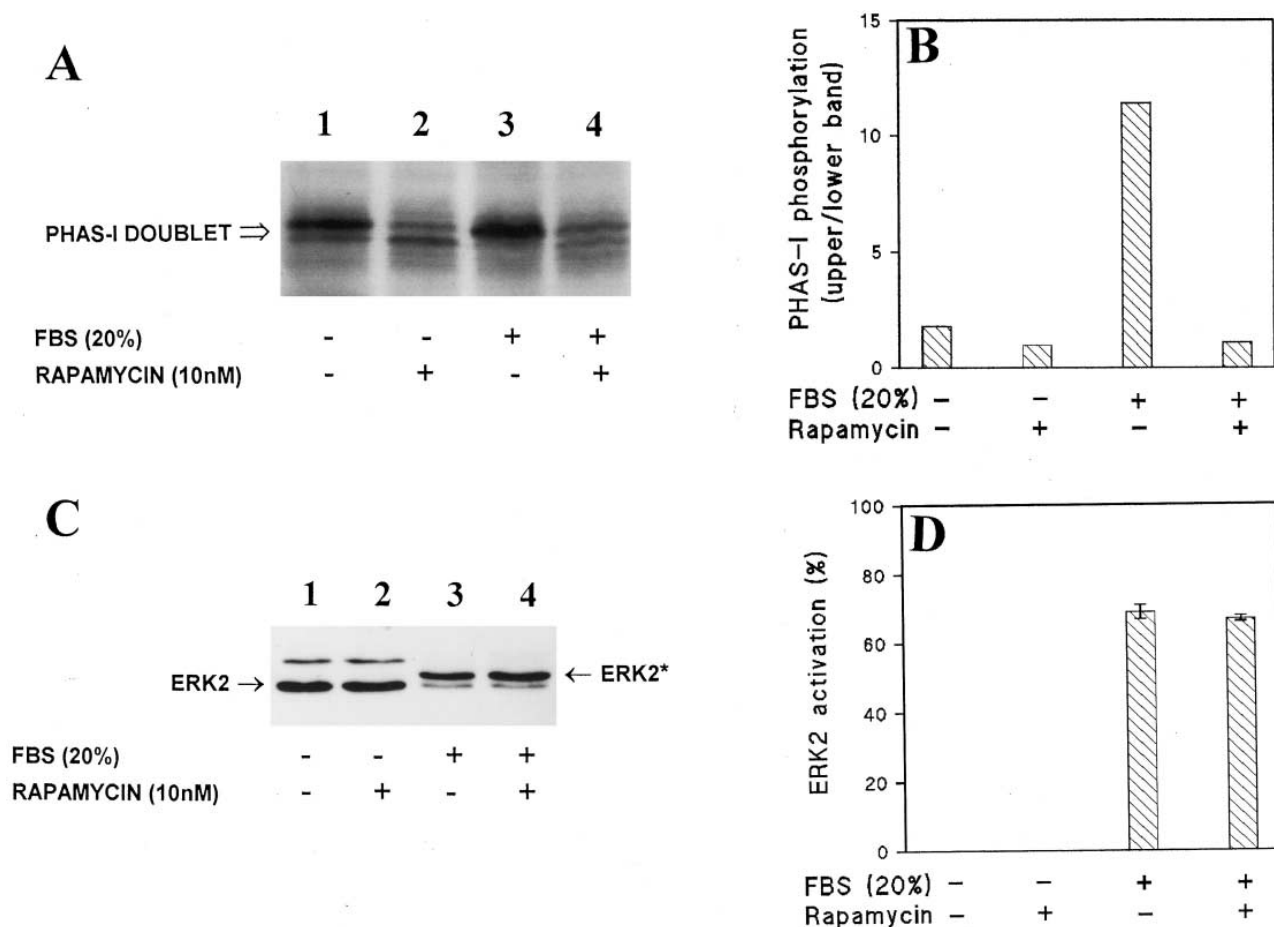 A
1 2 3 4
PHAS-I DOUBLET ⇒
FBS (20%) - - + +
RAPAMYCIN (10nM) - + - +
B
PHAS-I phosphorylation
(upper/lower band)
15
10
5
0
FBS (20%) - - + +
Rapamycin - + - +
C
1 2 3 4
ERK2 →
← ERK2*
FBS (20%) - - + +
RAPAMYCIN (10nM) - + - +
D
ERK2 activation (%)
100
80
60
40
20
0
FBS (20%) - - + +
Rapamycin - + - +